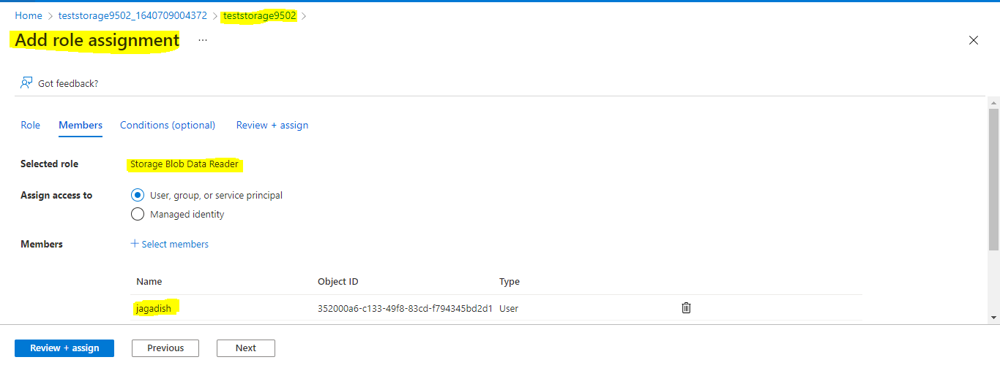 Home > teststorage9502_1640709004372 > teststorage9502 >
Add role assignment ...
Got feedback?
Role Members Conditions (optional) Review + assign
Selected role Storage Blob Data Reader
Assign access to User, group, or service principal
Managed identity
Members + Select members
Name Object ID Type
jagadish 352000a6-c133-49f8-83cd-f794345bd2d1 User
Review + assign Previous Next